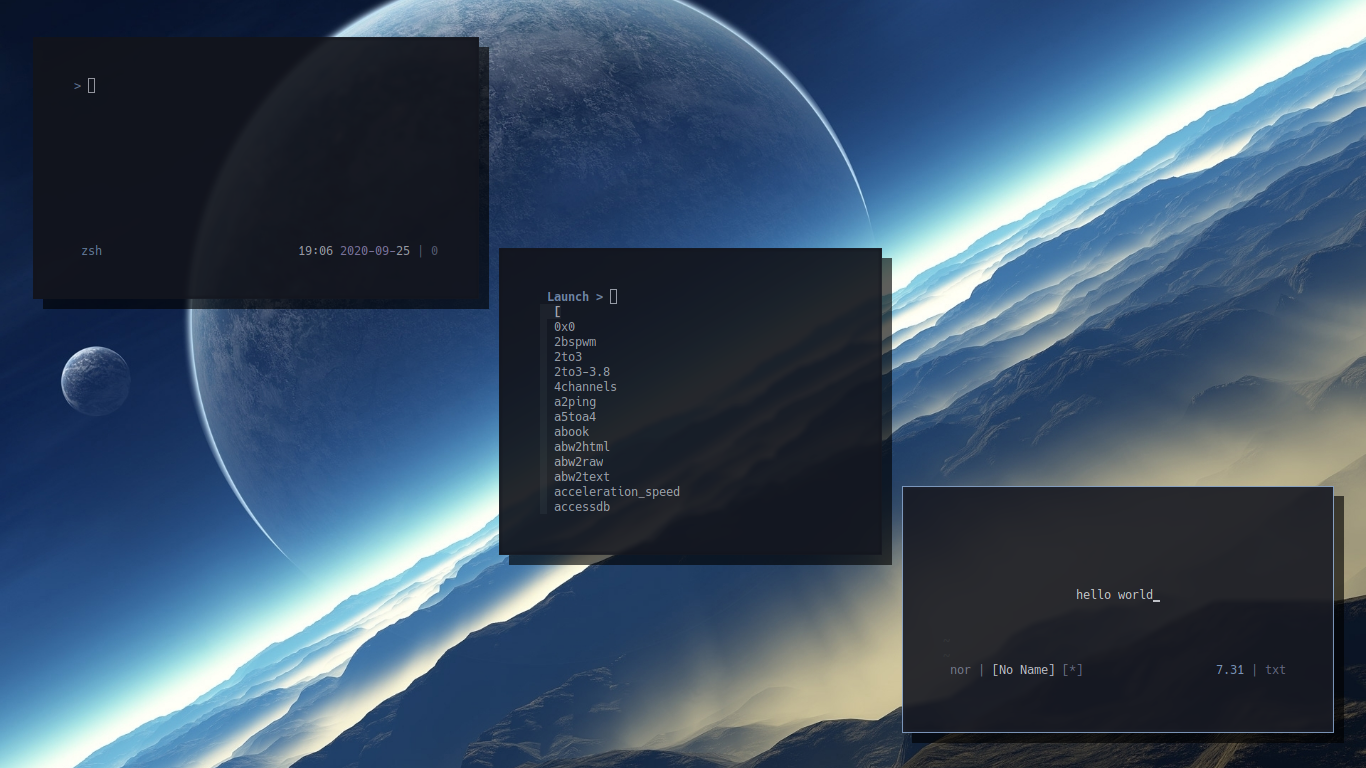 >
zsh 19:06 2020-09-25 | 0
Launch >
[
0x0
2bspwm
2to3
2to3-3.8
4channels
a2ping
a5toa4
abook
abw2html
abw2raw
abw2text
acceleration_speed
accessdb
hello world_
nor | [No Name] [*] 7.31 | txt